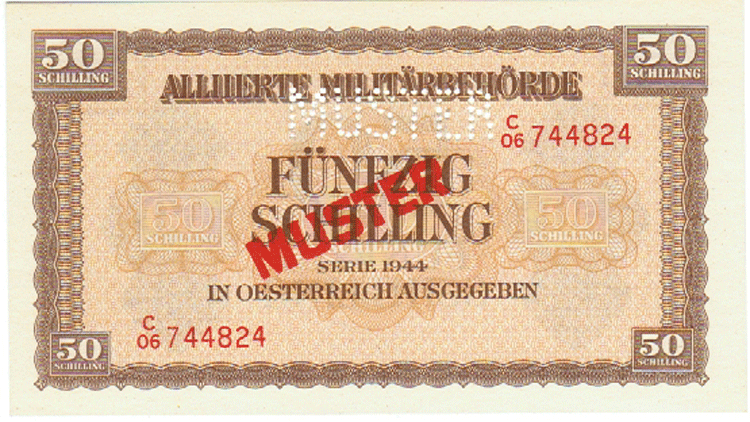 50 SCHILLING
50 SCHILLING
ALLIIERTE MILITÄRBEHÖRDE
MUSTER
C 06 744824
FÜNFZIG
SCHILLING
MUSTER
50 SCHILLING
50 SCHILLING
SCHILLING
SERIE 1944
IN OESTERREICH AUSGEGEBEN
C 06 744824
50 SCHILLING
50 SCHILLING